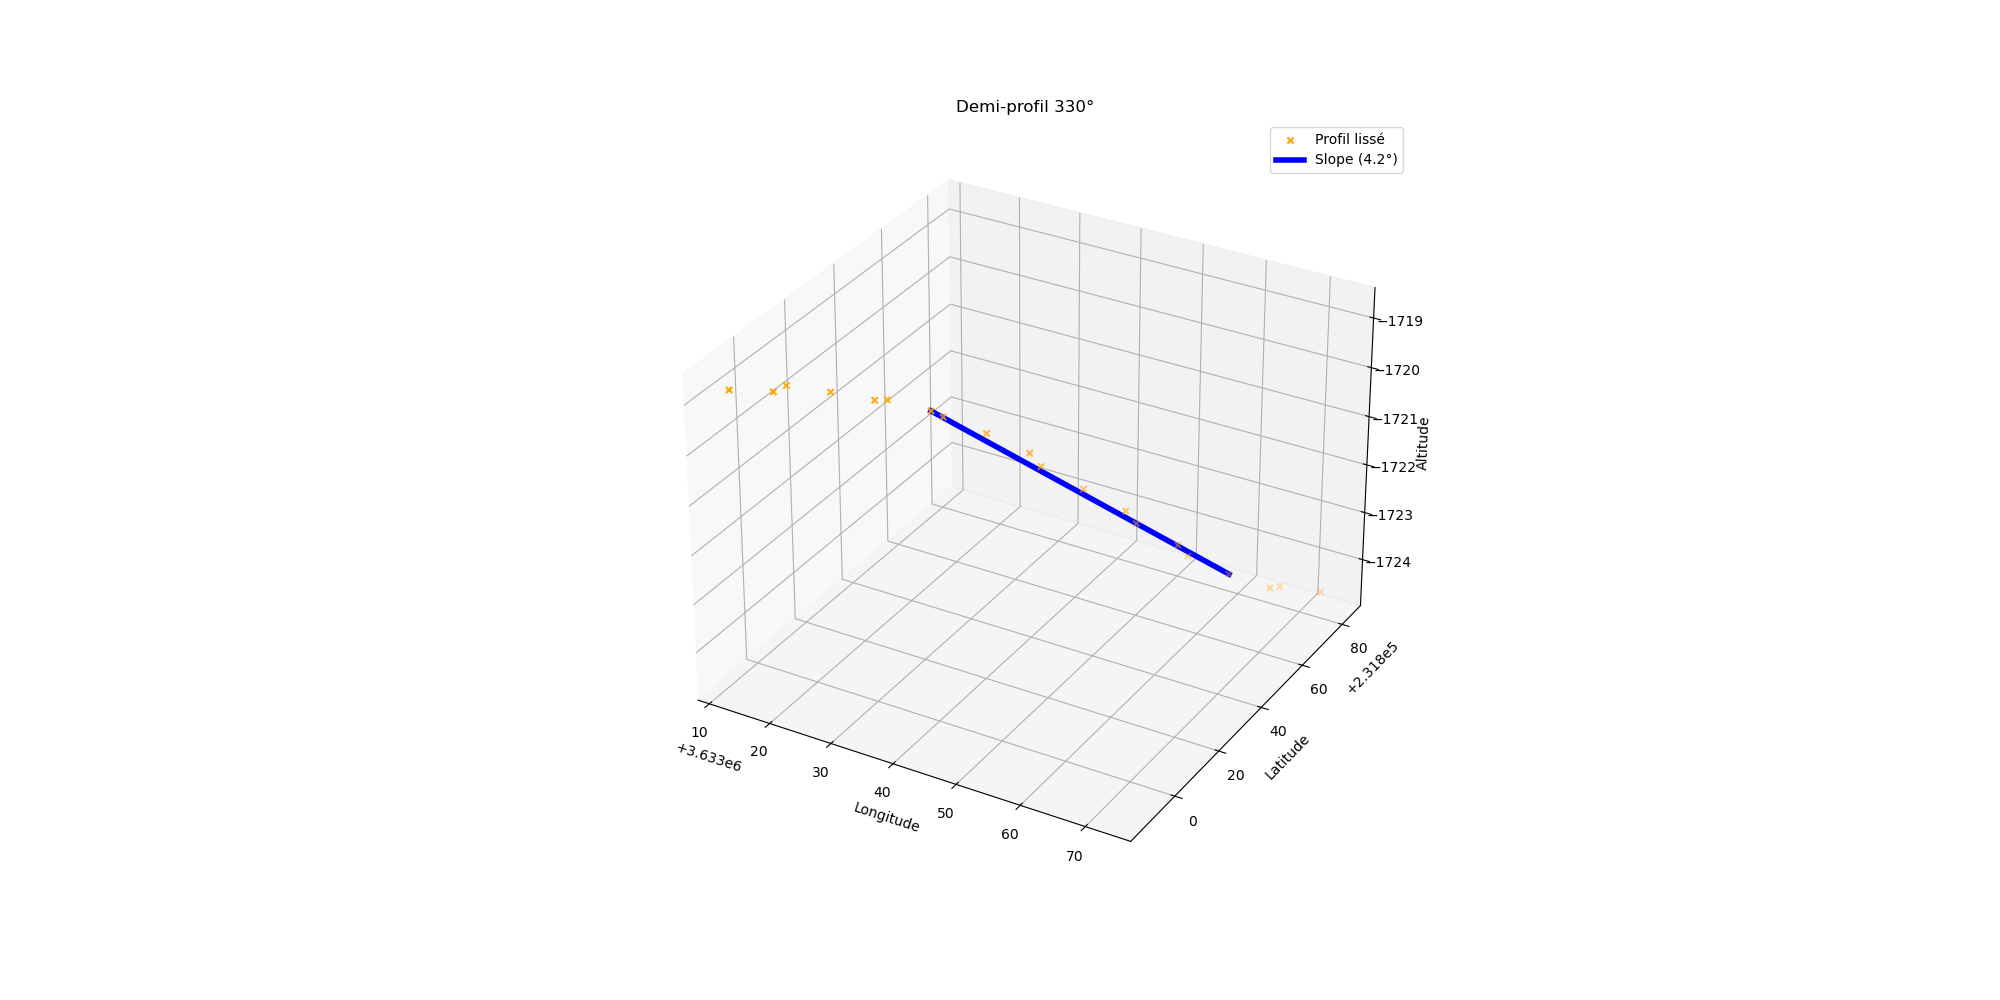 Demi-profil 330°
Profil lissé
Slope (4.2°)
−1719
−1720
−1721
−1722
−1723
−1724
Altitude
80
60
40
20
0
+2.318e5
Latitude
10
20
30
40
50
60
70
+3.633e6
Longitude